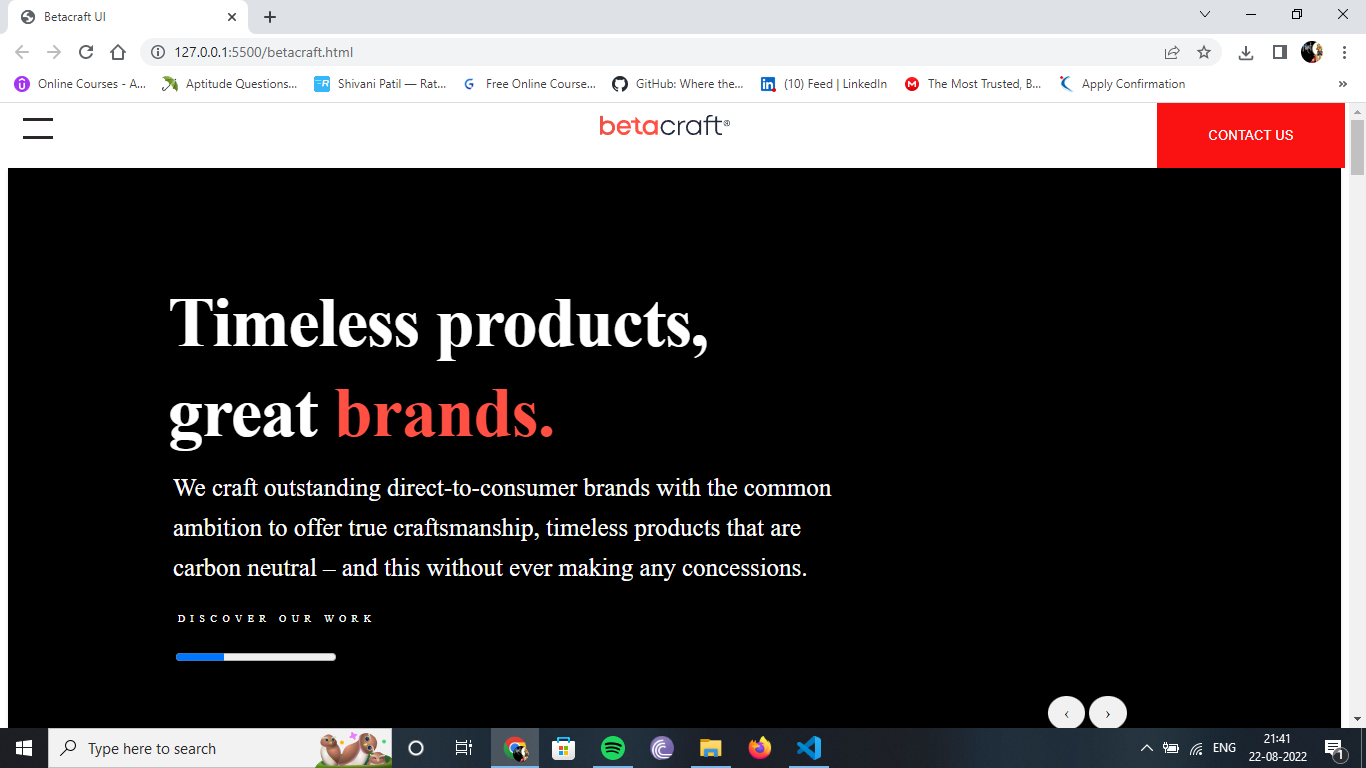 Betacraft UI
127.0.0.1:5500/betacraft.html
Online Courses - A...
Aptitude Questions...
Shivani Patil — Rat...
Free Online Course...
GitHub: Where the...
(10) Feed | LinkedIn
The Most Trusted, B...
Apply Confirmation
»
betacraft®
CONTACT US
Timeless products,
great brands.
We craft outstanding direct-to-consumer brands with the common
ambition to offer true craftsmanship, timeless products that are
carbon neutral – and this without ever making any concessions.
DISCOVER OUR WORK
‹ ›
Type here to search
ENG
21:41
22-08-2022
1